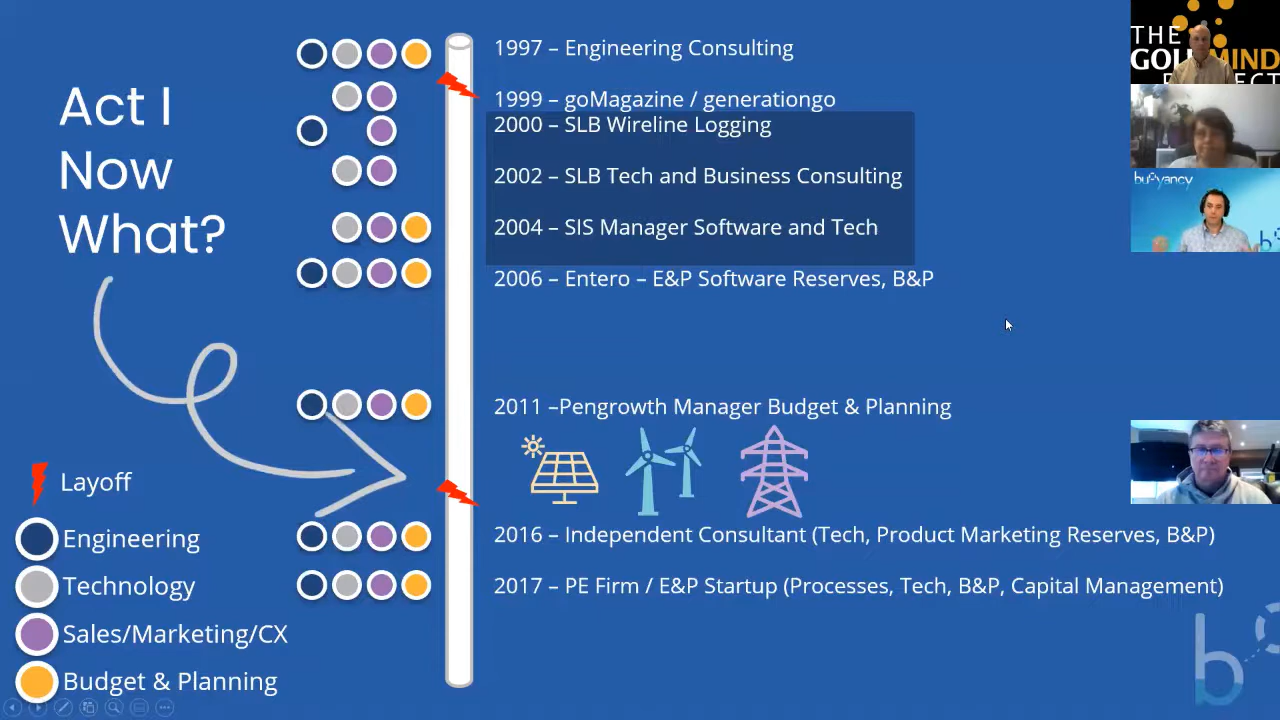 Act I
Now
What?
1997 – Engineering Consulting
1999 – goMagazine / generationgo
2000 – SLB Wireline Logging
2002 – SLB Tech and Business Consulting
2004 – SIS Manager Software and Tech
2006 – Entero – E&P Software Reserves, B&P
2011 –Pengrowth Manager Budget & Planning
2016 – Independent Consultant (Tech, Product Marketing Reserves, B&P)
2017 – PE Firm / E&P Startup (Processes, Tech, B&P, Capital Management)
Layoff
Engineering
Technology
Sales/Marketing/CX
Budget & Planning
THE
buoyancy
b
b